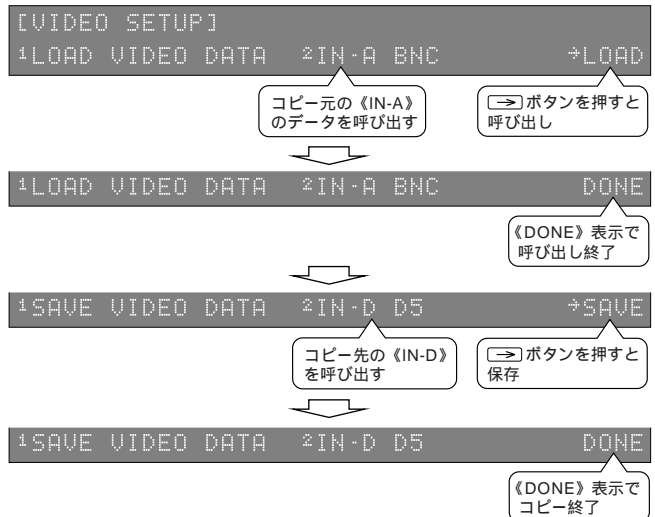 [VIDEO SETUP]
1LOAD VIDEO DATA 2IN-A BNC →LOAD
コピー元の《IN-A》
のデータを呼び出す
→ ボタンを押すと
呼び出し
1LOAD VIDEO DATA 2IN-A BNC DONE
《DONE》表示で
呼び出し終了
1SAVE VIDEO DATA 2IN-D D5 →SAVE
コピー先の《IN-D》
を呼び出す
→ ボタンを押すと
保存
1SAVE VIDEO DATA 2IN-D D5 DONE
《DONE》表示で
コピー終了